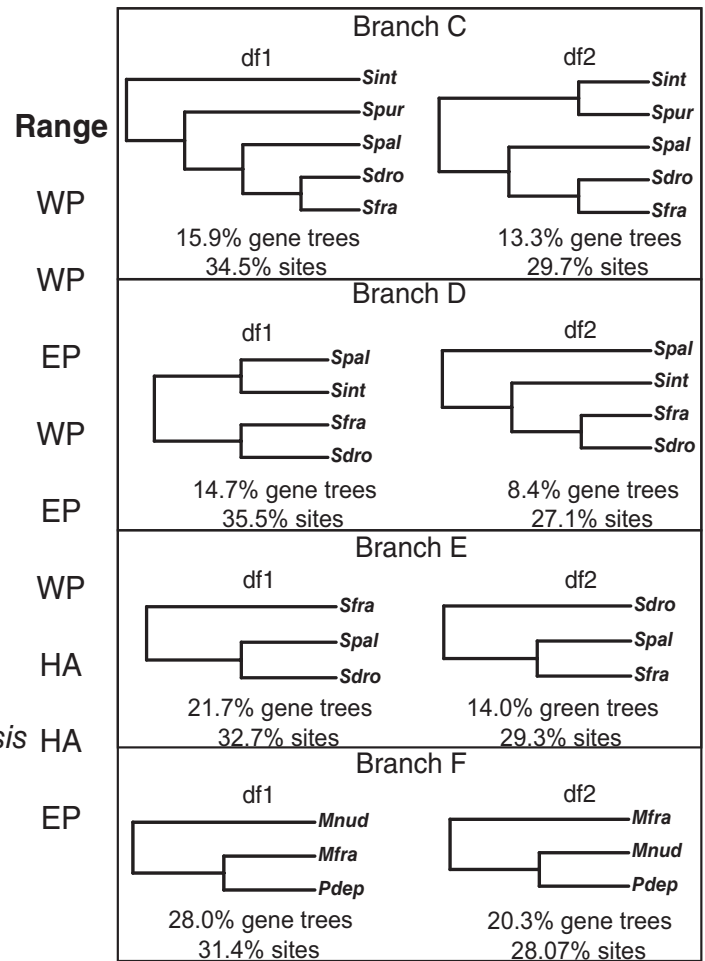 Range
WP
WP
EP
WP
EP
WP
HA
sis HA
EP
Branch C
df1
Sint
Spur
Spal
Sdro
Sfra
15.9% gene trees
34.5% sites
df2
Sint
Spur
Spal
Sdro
Sfra
13.3% gene trees
29.7% sites
Branch D
df1
Spal
Sint
Sfra
Sdro
14.7% gene trees
35.5% sites
df2
Spal
Sint
Sfra
Sdro
8.4% gene trees
27.1% sites
Branch E
df1
Sfra
Spal
Sdro
21.7% gene trees
32.7% sites
df2
Sdro
Spal
Sfra
14.0% green trees
29.3% sites
Branch F
df1
Mnud
Mfra
Pdep
28.0% gene trees
31.4% sites
df2
Mfra
Mnud
Pdep
20.3% gene trees
28.07% sites